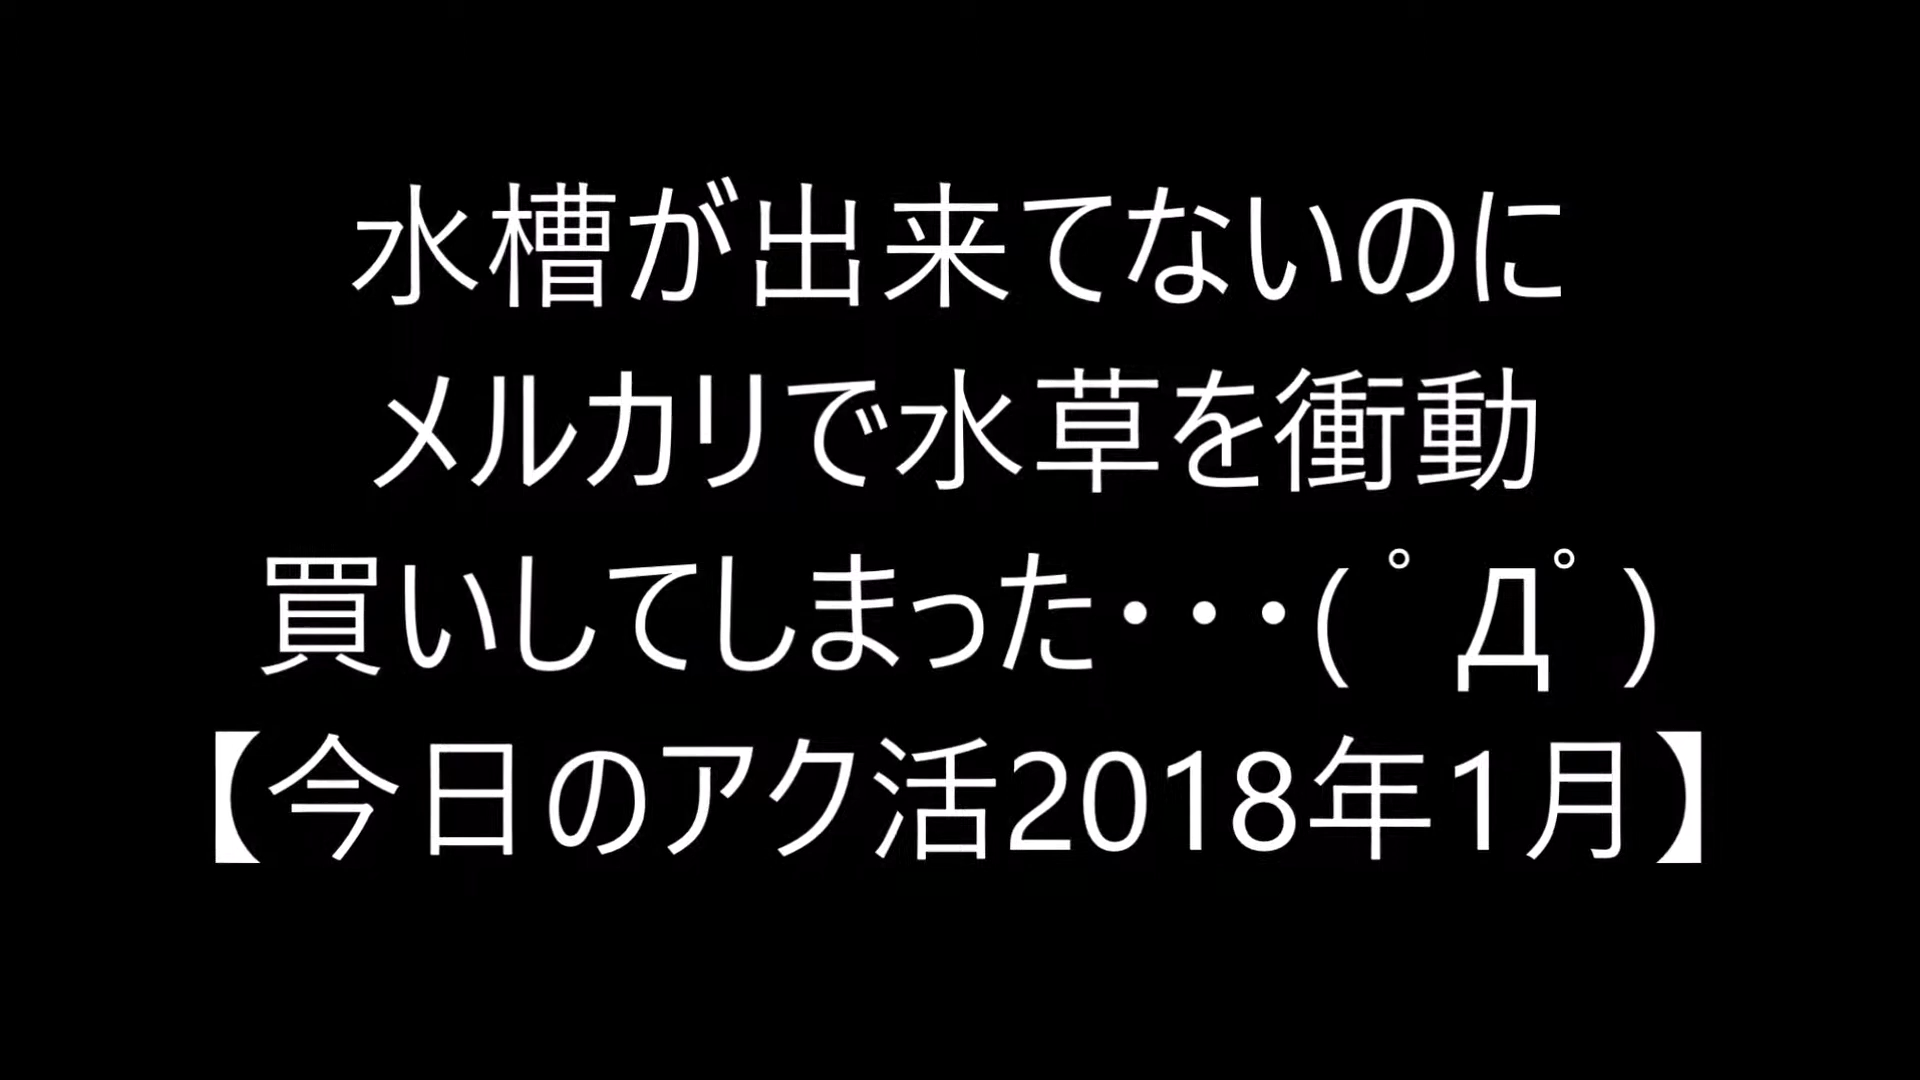 水槽が出来てないのに
メルカリで水草を衝動
買いしてしまった・・・( ﾟДﾟ)
【今日のアク活2018年1月】